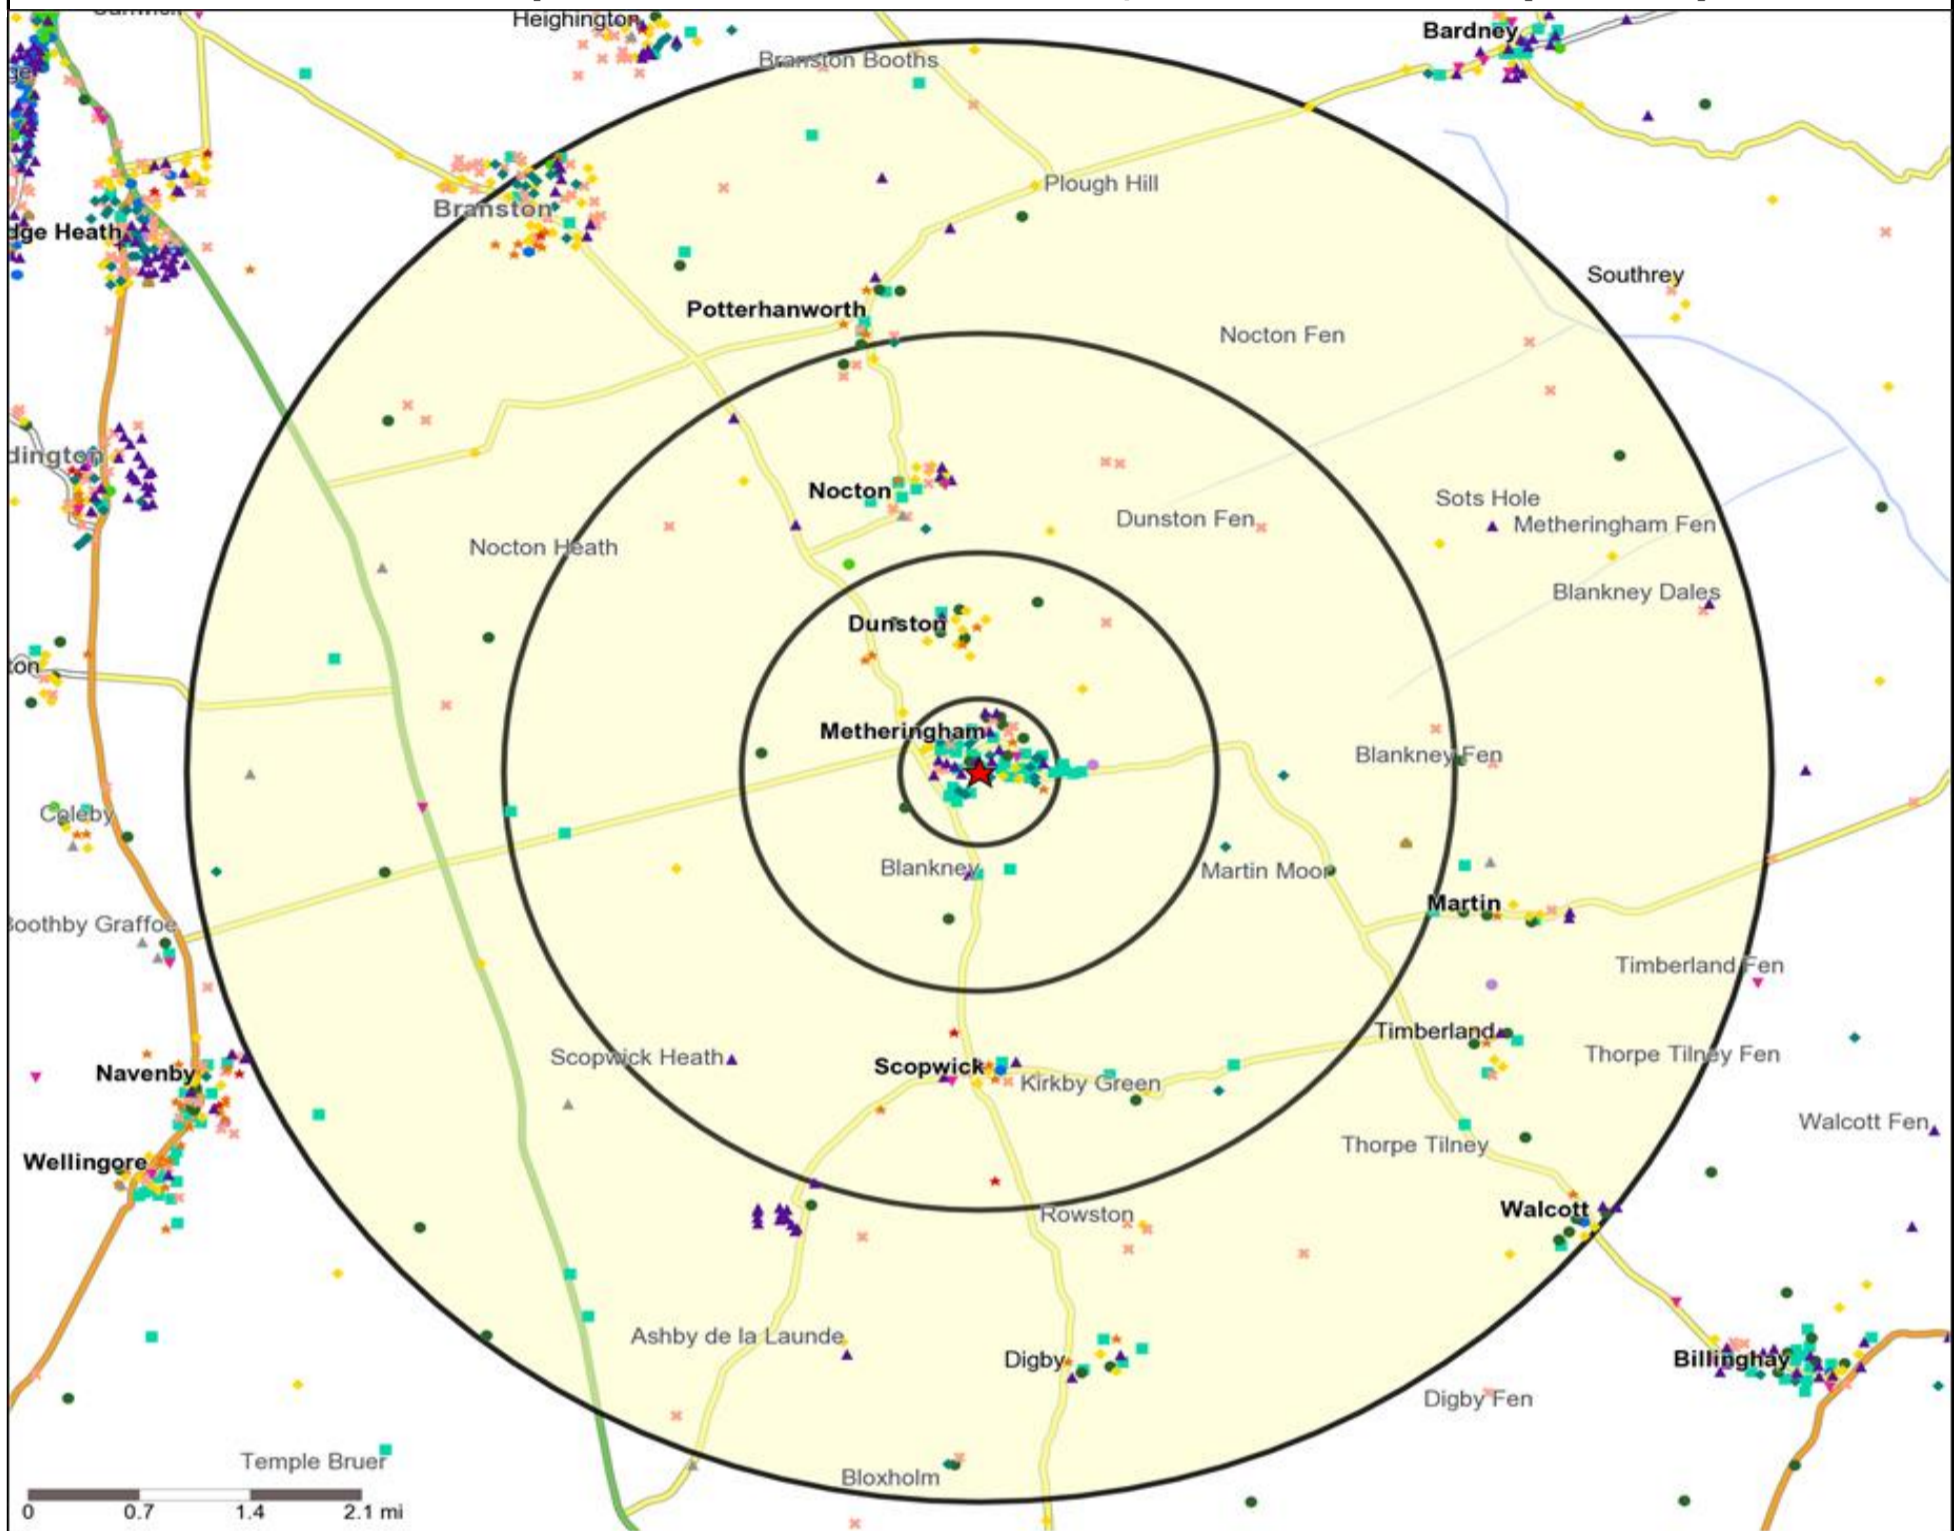 Heighington
Bardney
Branston Booths
Plough Hill
Branston
dge Heath
Southrey
Potterhanworth
Nocton Fen
dington
Nocton
Sots Hole
Dunston Fen
Metheringham Fen
Nocton Heath
Blankney Dales
Dunston
ton
Metheringham
Blankney Fen
Coleby
Blankney
Martin Moor
Martin
Boothby Graffoe
Timberland Fen
Timberland
Scopwick Heath
Thorpe Tilney Fen
Navenby
Scopwick
Kirkby Green
Walcott Fen
Thorpe Tilney
Wellingore
Walcott
Rowston
Ashby de la Launde
Digby
Billinghay
Digby Fen
Temple Bruer
Bloxholm
0 0.7 1.4 2.1 mi